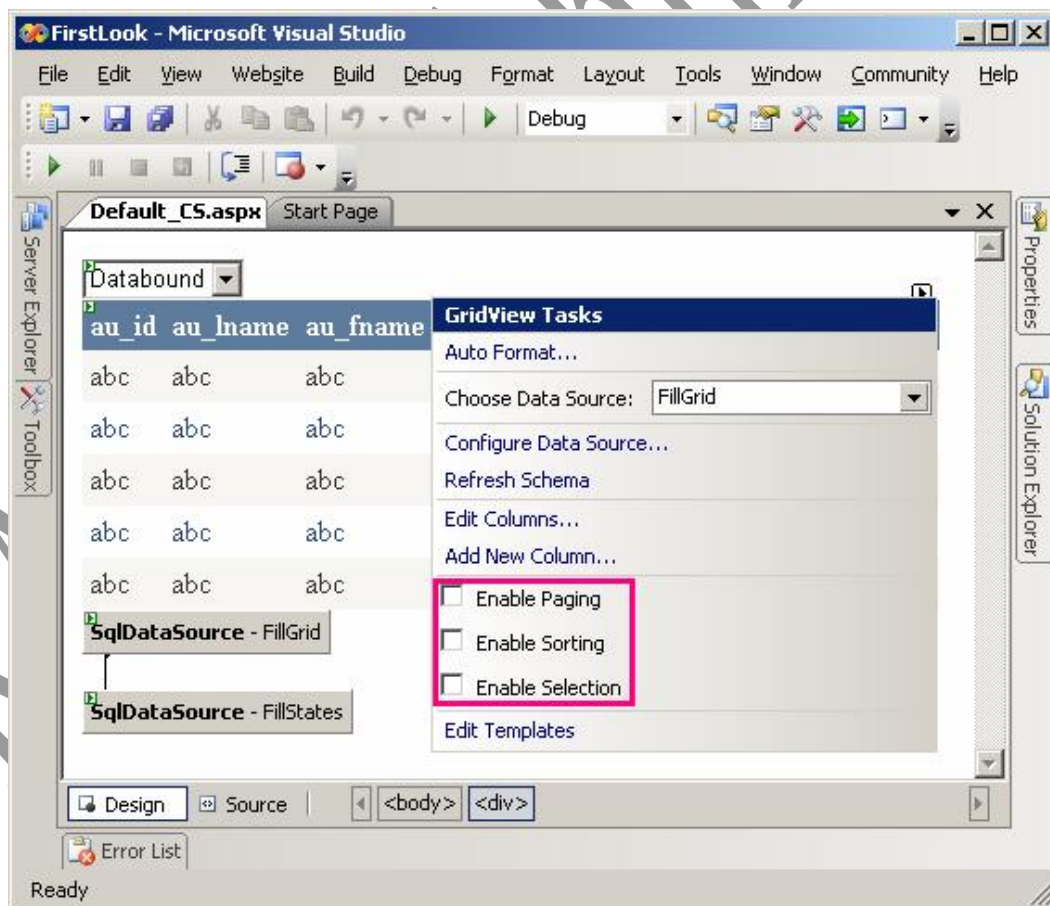 FirstLook - Microsoft Visual Studio
File Edit View Website Build Debug Format Layout Tools Window Community Help
Debug
Default_CS.aspx Start Page
Server Explorer
Toolbox
Properties
Solution Explorer
Databound
au_id au_lname au_fname
abc abc abc
abc abc abc
abc abc abc
abc abc abc
abc abc abc
SqlDataSource - FillGrid
SqlDataSource - FillStates
GridView Tasks
Auto Format...
Choose Data Source: FillGrid
Configure Data Source...
Refresh Schema
Edit Columns...
Add New Column...
Enable Paging
Enable Sorting
Enable Selection
Edit Templates
Design Source <body> <div>
Error List
Ready